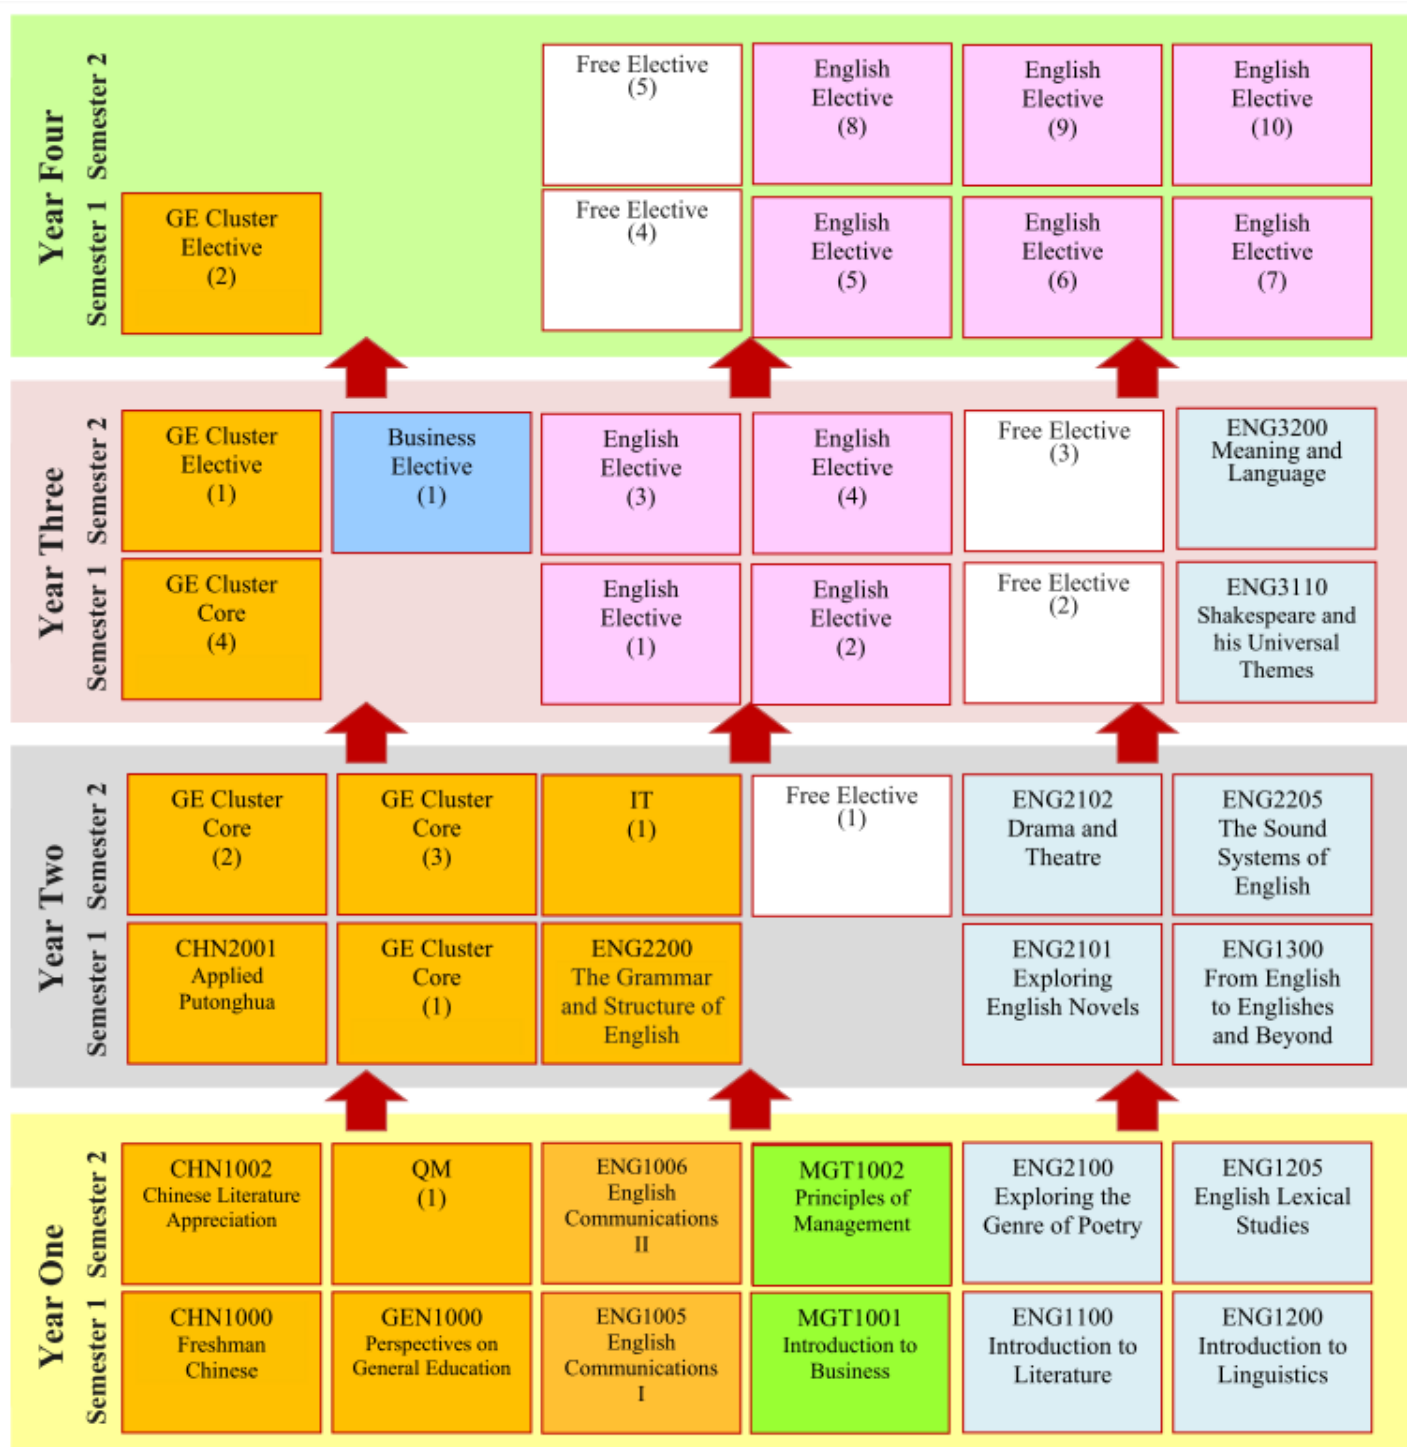 Year Four
Semester 2
Free Elective
(5)
English
Elective
(8)
English
Elective
(9)
English
Elective
(10)
Semester 1
GE Cluster
Elective
(2)
Free Elective
(4)
English
Elective
(5)
English
Elective
(6)
English
Elective
(7)
Year Three
Semester 2
GE Cluster
Elective
(1)
Business
Elective
(1)
English
Elective
(3)
English
Elective
(4)
Free Elective
(3)
ENG3200
Meaning and
Language
Semester 1
GE Cluster
Core
(4)
English
Elective
(1)
English
Elective
(2)
Free Elective
(2)
ENG3110
Shakespeare and
his Universal
Themes
Year Two
Semester 2
GE Cluster
Core
(2)
GE Cluster
Core
(3)
IT
(1)
Free Elective
(1)
ENG2102
Drama and
Theatre
ENG2205
The Sound
Systems of
English
Semester 1
CHN2001
Applied
Putonghua
GE Cluster
Core
(1)
ENG2200
The Grammar
and Structure of
English
ENG2101
Exploring
English Novels
ENG1300
From English
to Englishes
and Beyond
Year One
Semester 2
CHN1002
Chinese Literature
Appreciation
QM
(1)
ENG1006
English
Communications
II
MGT1002
Principles of
Management
ENG2100
Exploring the
Genre of Poetry
ENG1205
English Lexical
Studies
Semester 1
CHN1000
Freshman
Chinese
GEN1000
Perspectives on
General Education
ENG1005
English
Communications
I
MGT1001
Introduction to
Business
ENG1100
Introduction to
Literature
ENG1200
Introduction to
Linguistics